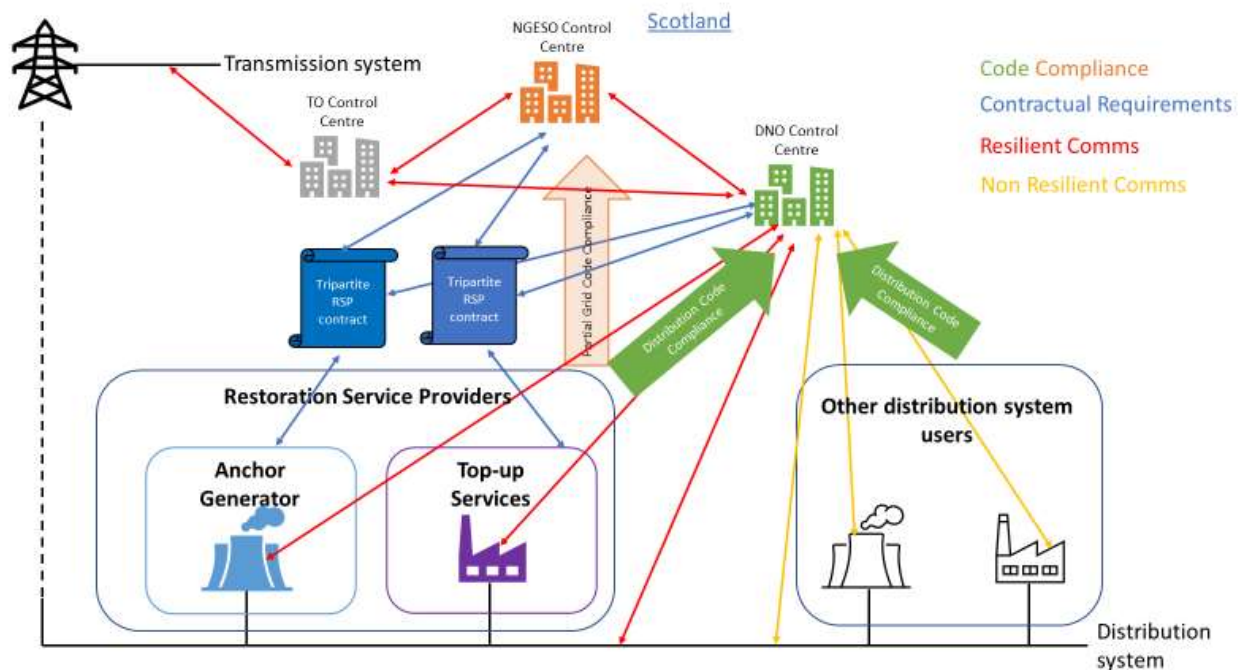 Scotland
NGESO Control
Centre
Transmission system
TO Control
Centre
DNO Control
Centre
Code Compliance
Contractual Requirements
Resilient Comms
Non Resilient Comms
Tripartite
RSP
contract
Tripartite
RSP
contract
Partial Grid Code Compliance
Distribution Code
Compliance
Distribution Code
Compliance
Restoration Service Providers
Anchor
Generator
Top-up
Services
Other distribution system
users
Distribution
system